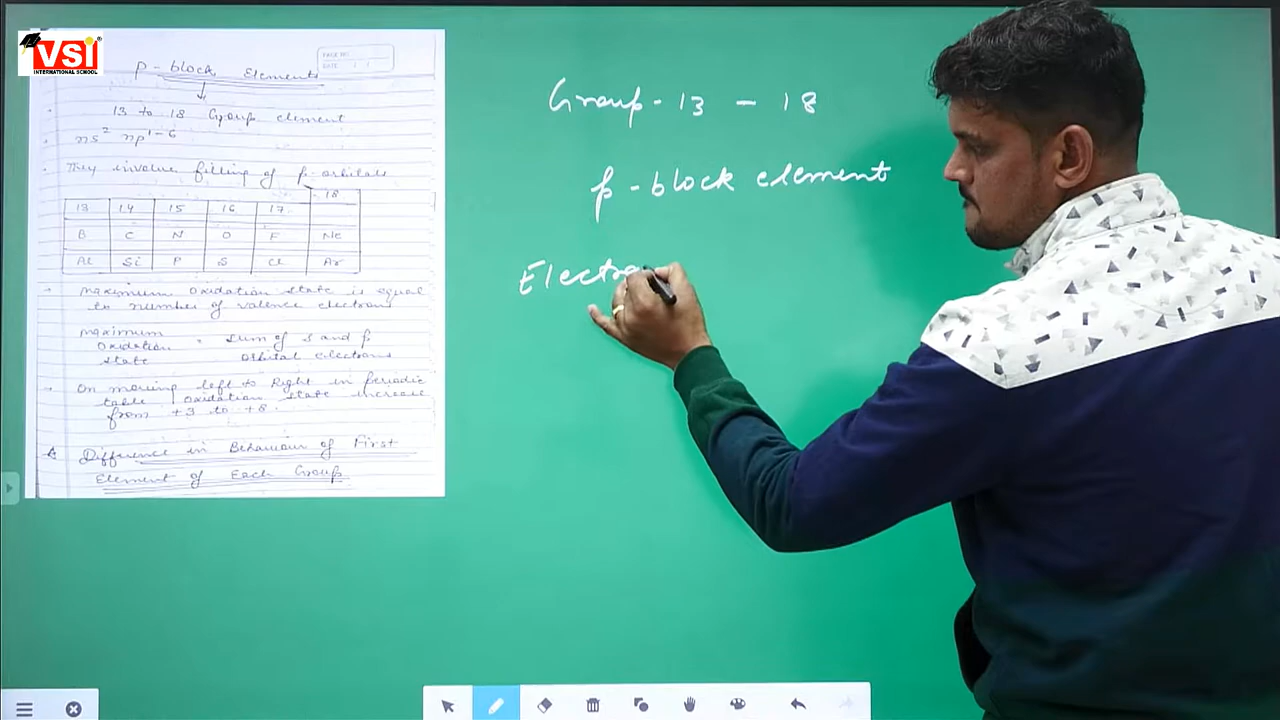 VSI
INTERNATIONAL SCHOOL
PAGE NO.
DATE
P-block Elements
13 to 18 Group element
ns² np¹⁻⁶
They involve filling of p-orbitals
18
13 14 15 16 17
B C N O F Ne
Al Si P S Cl Ar
Maximum oxidation state is equal
to number of valence electrons
Maximum
oxidation = sum of s and p
state orbital electrons
On moving left to Right in periodic
table oxidation state increase
from +3 to +8.
Difference in Behaviour of First
Element of Each Group
Group - 13 - 18
p-block element
Electro